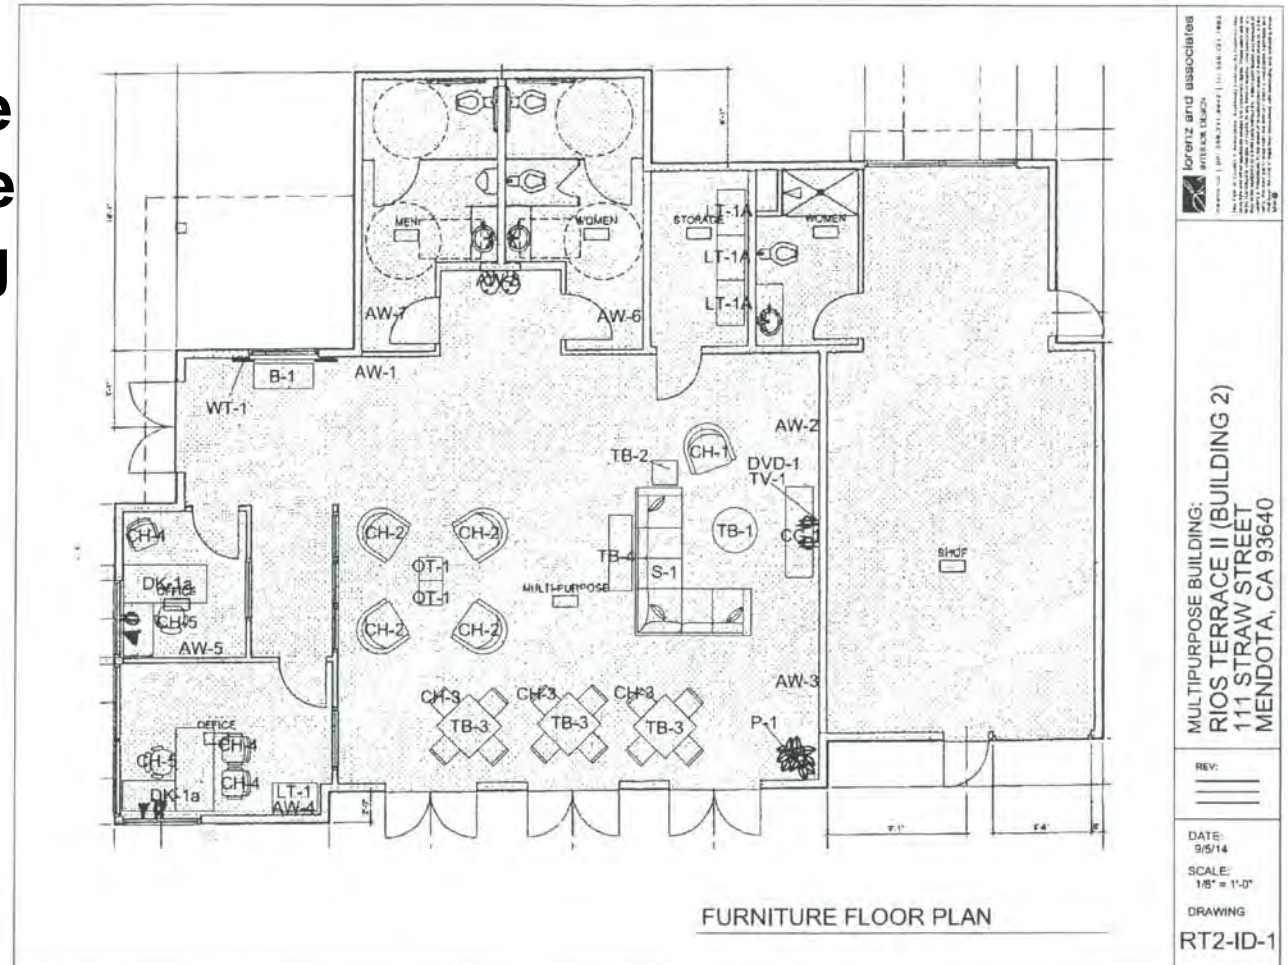 e
e
g
MEN
WOMEN
STORAGE
LT-1A
LT-1A
LT-1A
WOMEN
AW-8
AW-7
AW-6
B-1
AW-1
WT-1
AW-2
CH-1
TB-2
DVD-1
TV-1
CH-4
CH-2
CH-2
TB-1
TB-4
S-1
OT-1
OT-1
MULTI-PURPOSE
SHOP
DK-1a
OFFICE
CH-5
CH-2
CH-2
AW-5
AW-3
CH-3
CH-3
CH-3
TB-3
TB-3
TB-3
P-1
OFFICE
CH-5
CH-4
CH-4
DK-1a
LT-1
AW-4
FURNITURE FLOOR PLAN
lorenz and associates
INTERIOR DESIGN
MULTIPURPOSE BUILDING:
RIOS TERRACE II (BUILDING 2)
111 STRAW STREET
MENDOTA, CA 93640
REV:
DATE:
9/5/14
SCALE:
1/8" = 1'-0"
DRAWING
RT2-ID-1